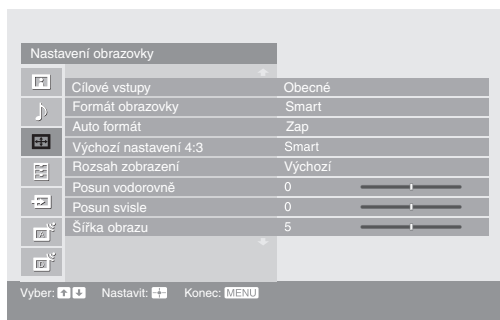 Nastavení obrazovky
Cílové vstupy Obecné
Formát obrazovky Smart
Auto formát Zap
Výchozí nastavení 4:3 Smart
Rozsah zobrazení Výchozí
Posun vodorovně 0
Posun svisle 0
Šířka obrazu 5
Vyber: Nastavit: Konec: MENU